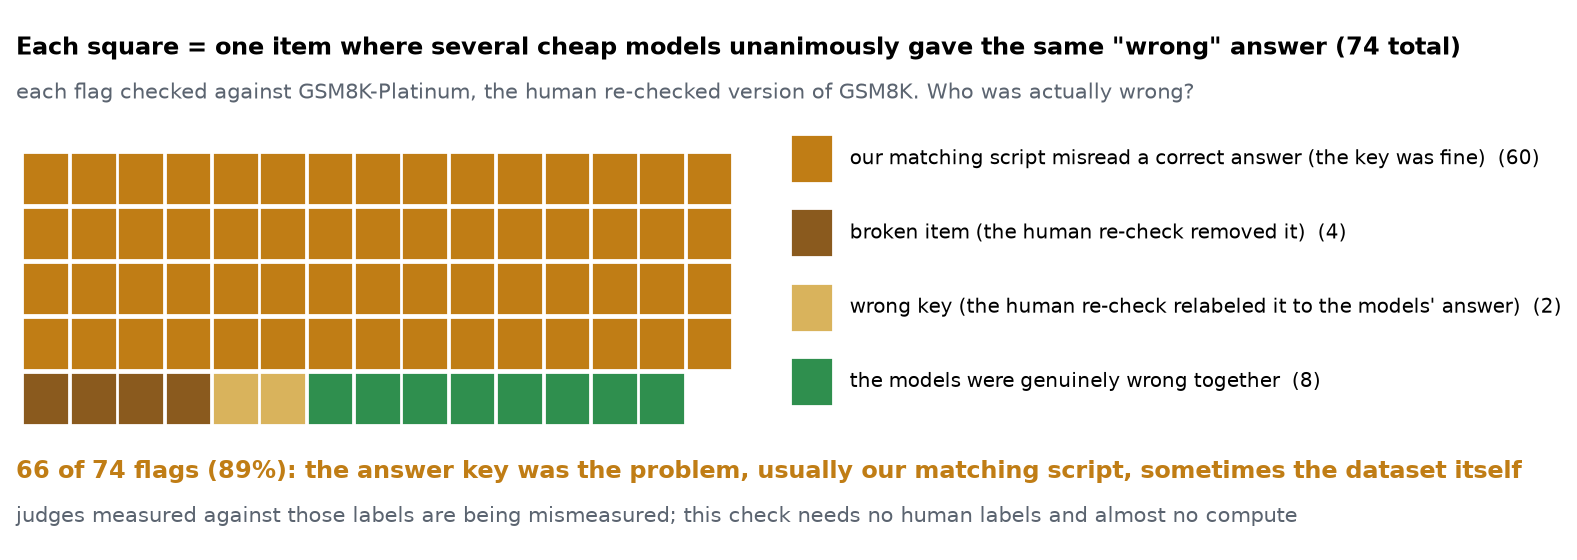 Each square = one item where several cheap models unanimously gave the same "wrong" answer (74 total)
each flag checked against GSM8K-Platinum, the human re-checked version of GSM8K. Who was actually wrong?
our matching script misread a correct answer (the key was fine) (60)
broken item (the human re-check removed it) (4)
wrong key (the human re-check relabeled it to the models' answer) (2)
the models were genuinely wrong together (8)
66 of 74 flags (89%): the answer key was the problem, usually our matching script, sometimes the dataset itself
judges measured against those labels are being mismeasured; this check needs no human labels and almost no compute